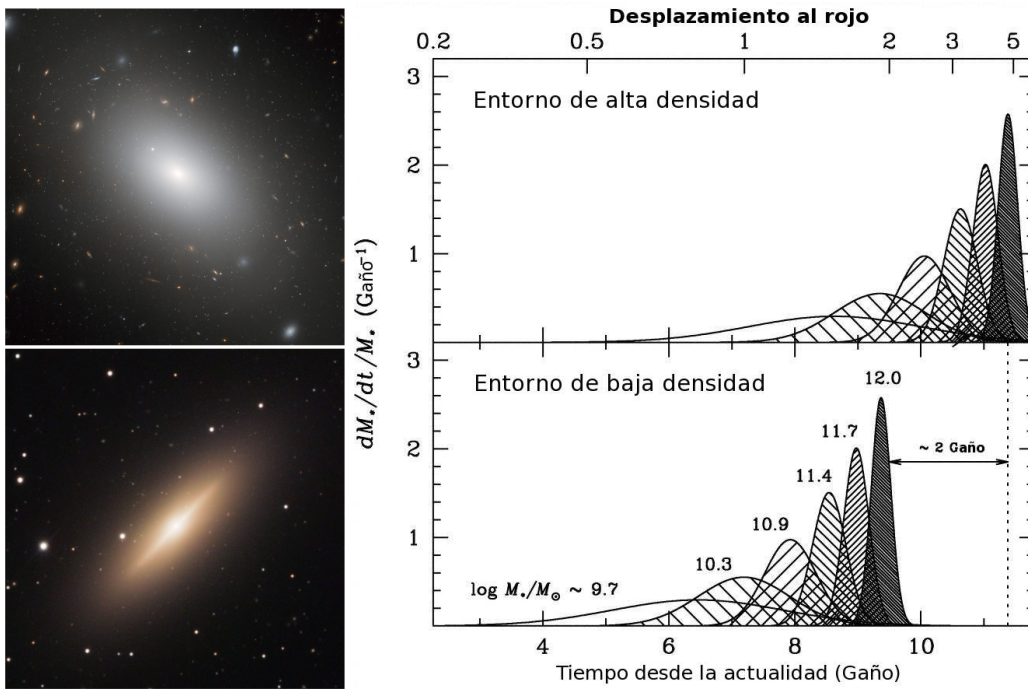 Desplazamiento al rojo
0.2 0.5 1 2 3 5
Entorno de alta densidad
3
2
1
dM⋆/dt/M⋆ (Gaño⁻¹)
Entorno de baja densidad
3
2
1
12.0
11.7
11.4
10.9
10.3
log M⋆/M⊙ ~ 9.7
~ 2 Gaño
4 6 8 10
Tiempo desde la actualidad (Gaño)